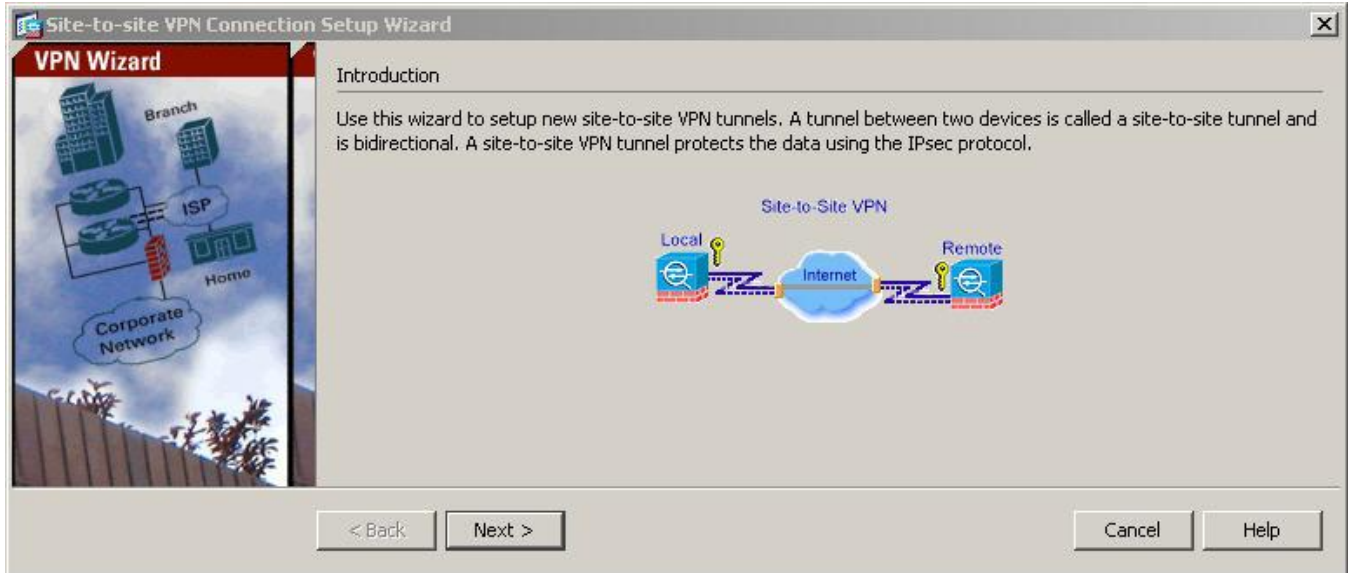 Site-to-site VPN Connection Setup Wizard
VPN Wizard
Branch
ISP
Home
Corporate
Network
Introduction
Use this wizard to setup new site-to-site VPN tunnels. A tunnel between two devices is called a site-to-site tunnel and
is bidirectional. A site-to-site VPN tunnel protects the data using the IPsec protocol.
Site-to-Site VPN
Local
Internet
Remote
< Back
Next >
Cancel
Help